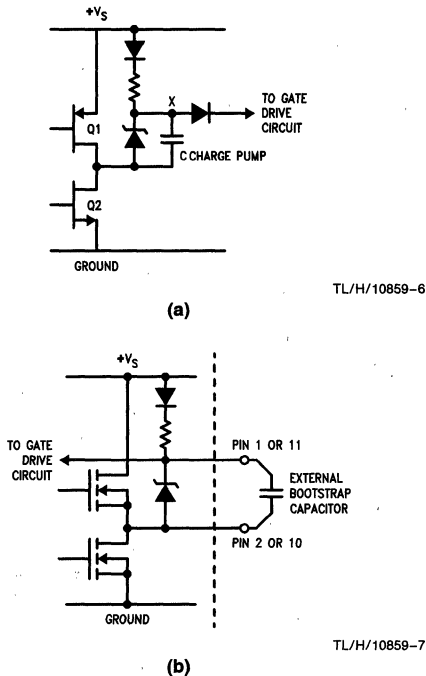 +VS
Q1
X
TO GATE
DRIVE
CIRCUIT
C CHARGE PUMP
Q2
GROUND
TL/H/10859-6
(a)
+VS
TO GATE
DRIVE
CIRCUIT
PIN 1 OR 11
EXTERNAL
BOOTSTRAP
CAPACITOR
PIN 2 OR 10
GROUND
TL/H/10859-7
(b)